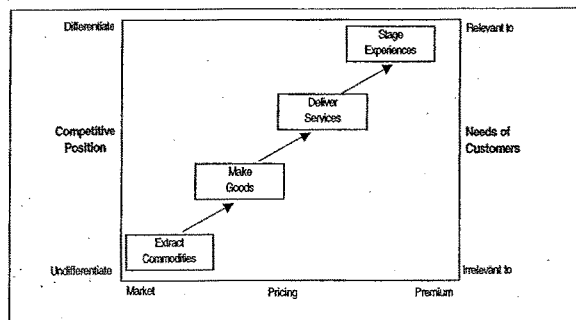 Differentiate
Stage
Experiences
Relevant to
Deliver
Services
Competitive
Position
Needs of
Customers
Make
Goods
Extract
Commodities
Undifferentiate
Irrelevant to
Market
Pricing
Premium